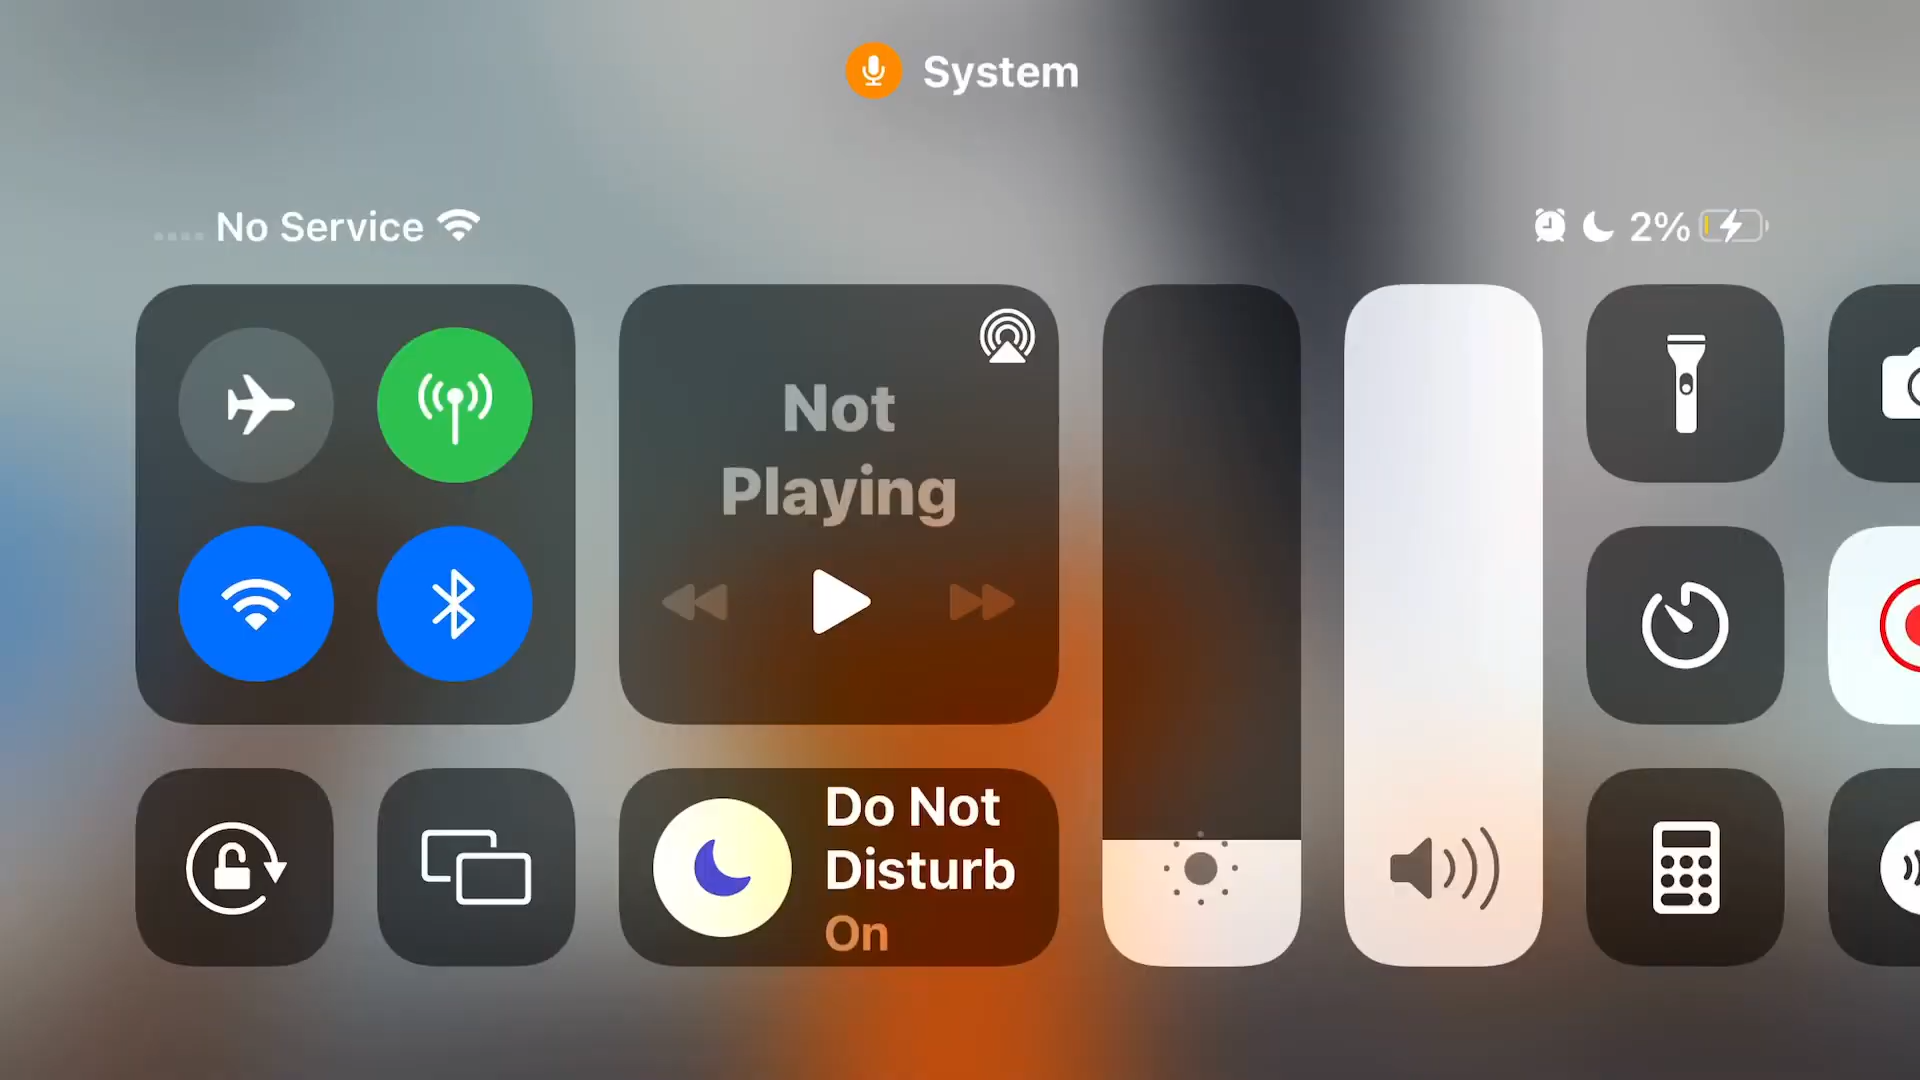 System
No Service
2%
Not
Playing
Do Not
Disturb
On